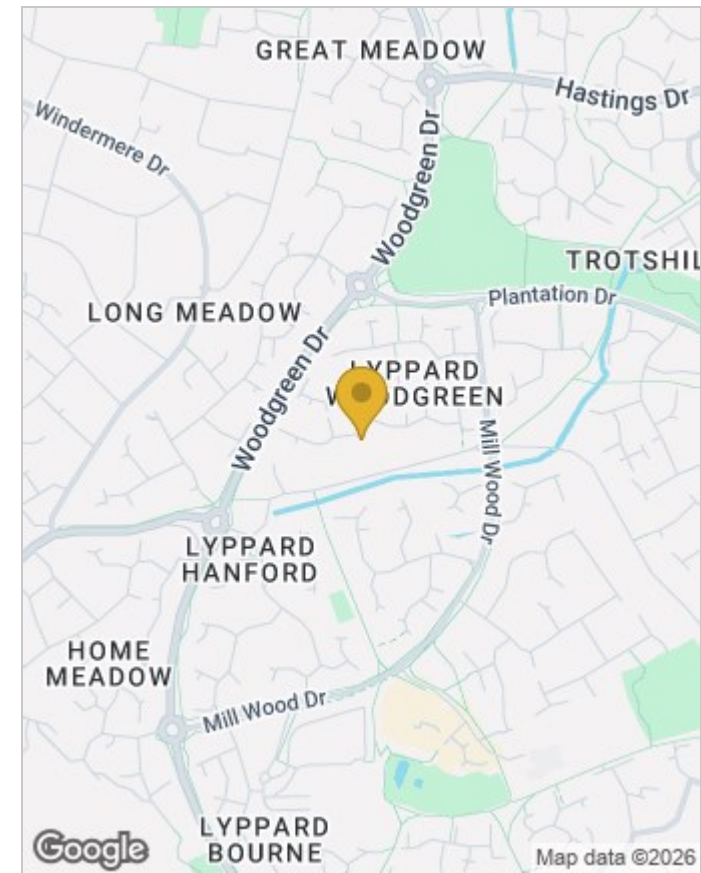 GREAT MEADOW
Hastings Dr
Windermere Dr
Woodgreen Dr
TROTSHIL
Plantation Dr
LONG MEADOW
Woodgreen Dr
LYPPARD
WOODGREEN
Mill Wood Dr
LYPPARD
HANFORD
HOME
MEADOW
Mill Wood Dr
LYPPARD
BOURNE
Google
Map data ©2026